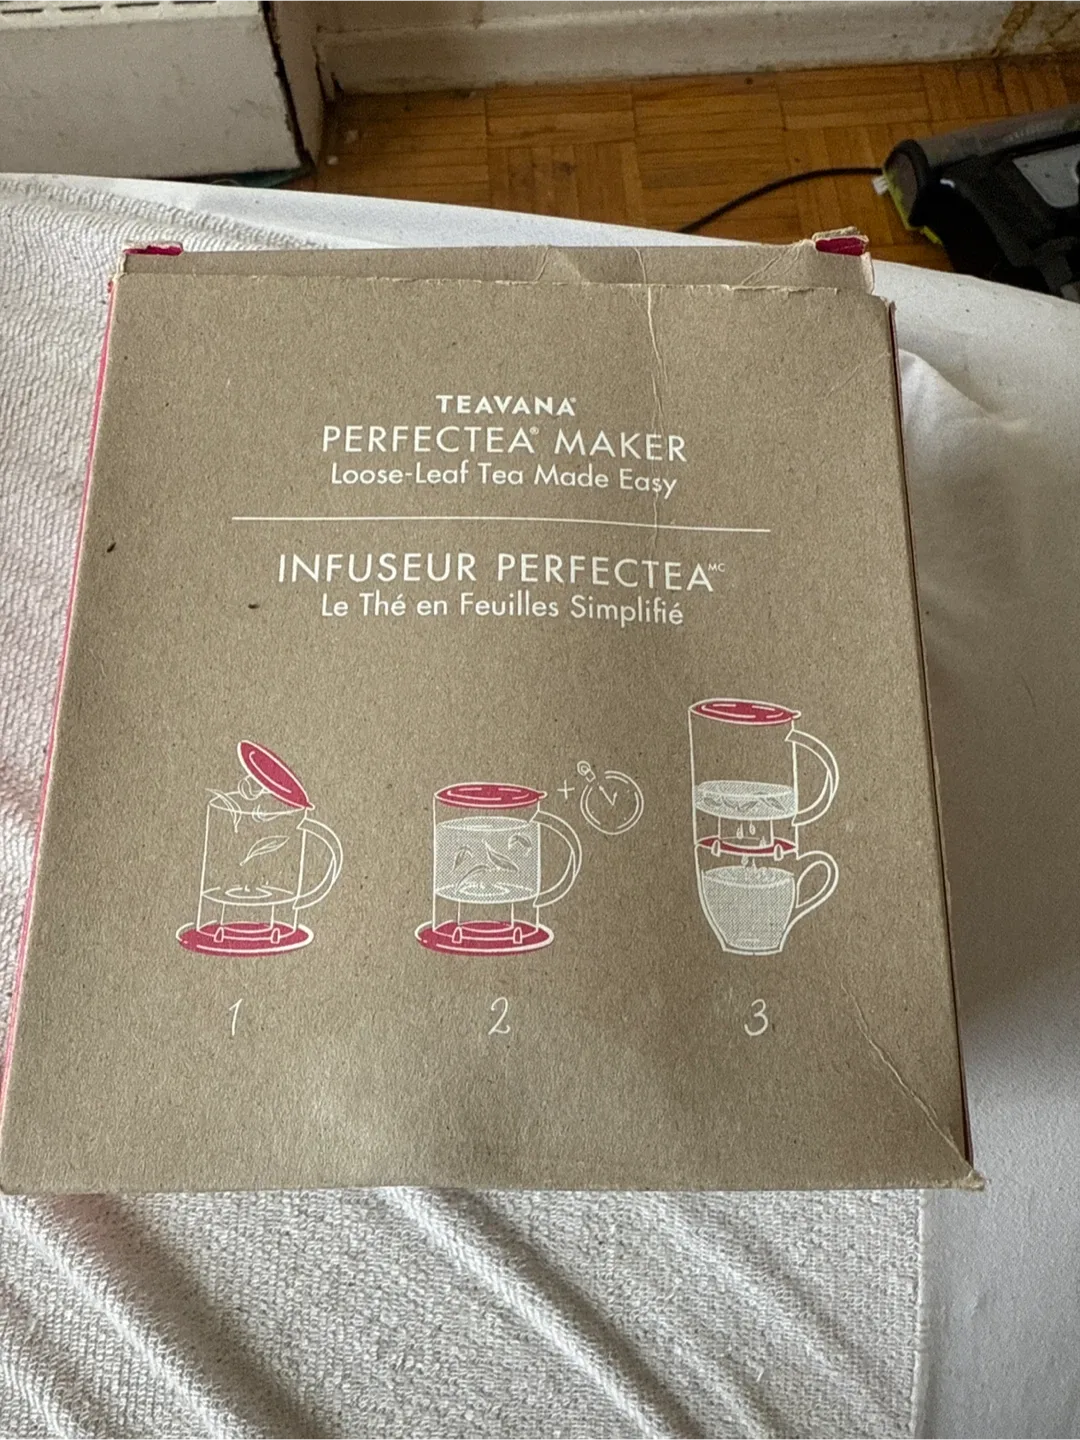 TEAVANA®
PERFECTEA® MAKER
Loose-Leaf Tea Made Easy
INFUSEUR PERFECTEA MC
Le Thé en Feuilles Simplifié
1 2 3